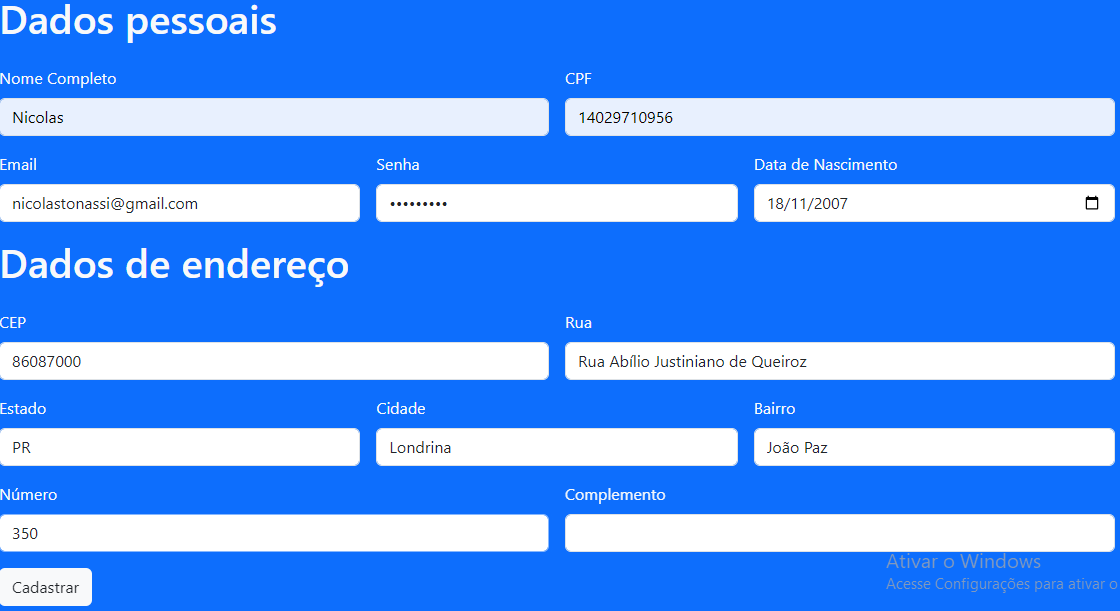 Dados pessoais
Nome Completo CPF
Nicolas 14029710956
Email Senha Data de Nascimento
nicolastonassi@gmail.com ••••••••• 18/11/2007
Dados de endereço
CEP Rua
86087000 Rua Abílio Justiniano de Queiroz
Estado Cidade Bairro
PR Londrina João Paz
Número Complemento
350
Ativar o Windows
Acesse Configurações para ativar o
Cadastrar